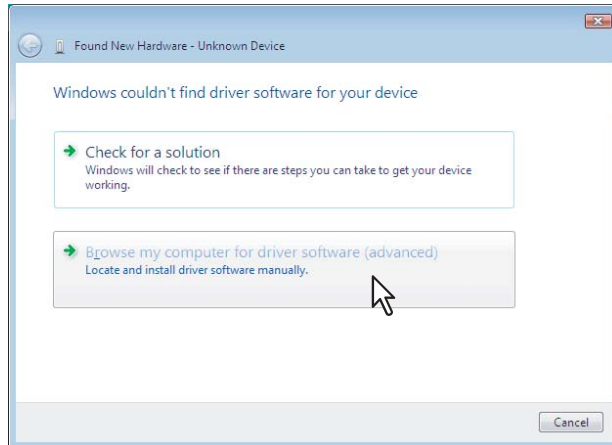 Found New Hardware - Unknown Device
Windows couldn't find driver software for your device
Check for a solution
Windows will check to see if there are steps you can take to get your device
working.
Browse my computer for driver software (advanced)
Locate and install driver software manually.
Cancel